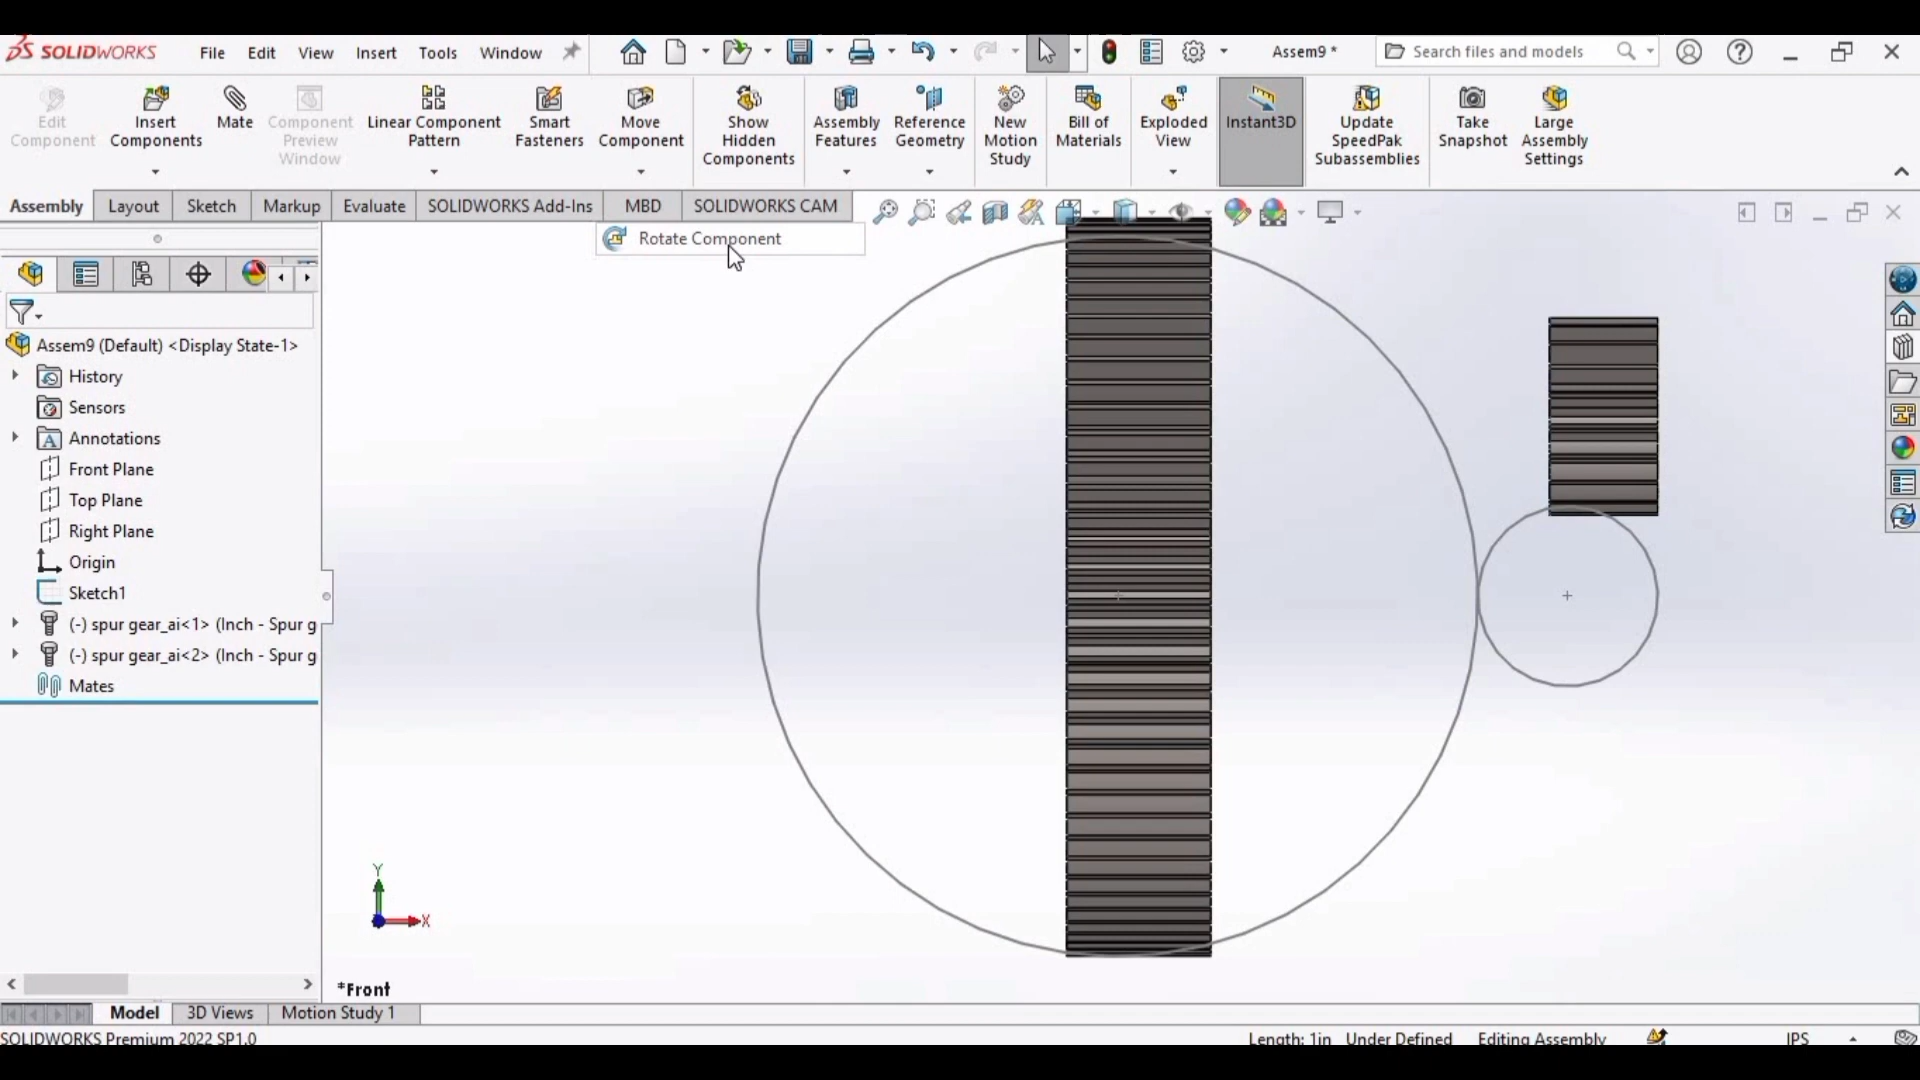 SOLIDWORKS File Edit View Insert Tools Window Assem9 * Search files and models
Edit Component
Insert Components
Mate
Component Preview Window
Linear Component Pattern
Smart Fasteners
Move Component
Show Hidden Components
Assembly Features
Reference Geometry
New Motion Study
Bill of Materials
Exploded View
Instant3D
Update SpeedPak Subassemblies
Take Snapshot
Large Assembly Settings
Assembly Layout Sketch Markup Evaluate SOLIDWORKS Add-Ins MBD SOLIDWORKS CAM
Rotate Component
Assem9 (Default) <Display State-1>
History
Sensors
Annotations
Front Plane
Top Plane
Right Plane
Origin
Sketch1
(-) spur gear_ai<1> (Inch - Spur g
(-) spur gear_ai<2> (Inch - Spur g
Mates
Y
X
*Front
Model 3D Views Motion Study 1
SOLIDWORKS Premium 2022 SP1.0 Length: 1in Under Defined Editing Assembly IPS